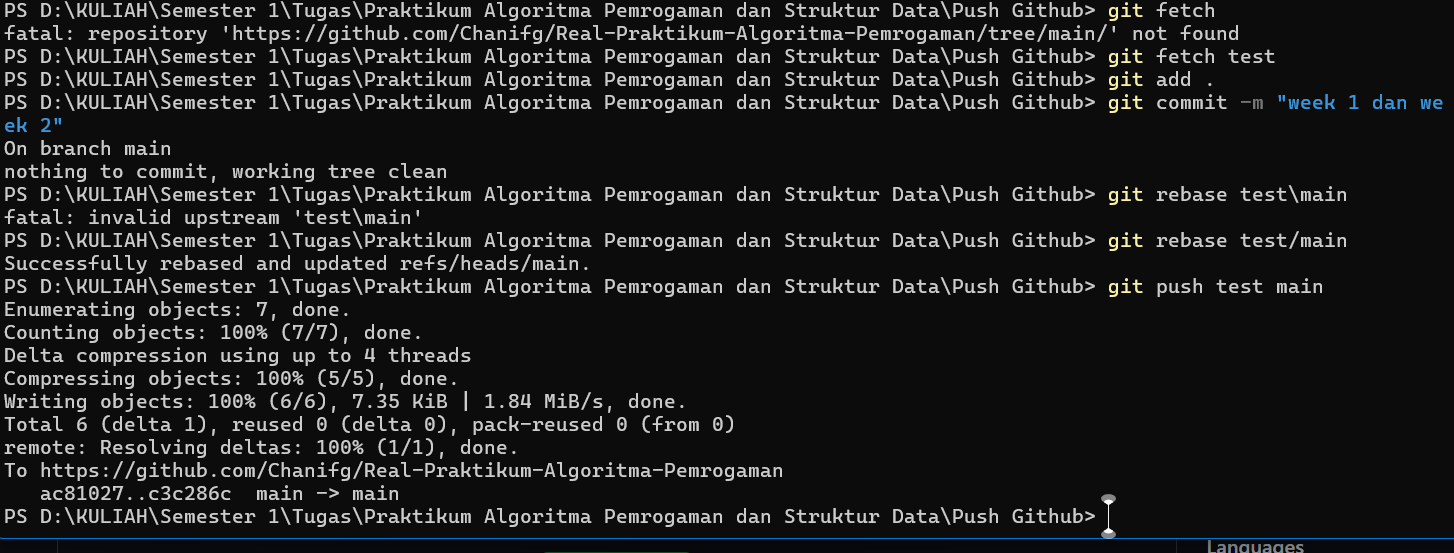 PS D:\KULIAH\Semester 1\Tugas\Praktikum Algoritma Pemrogaman dan Struktur Data\Push Github> git fetch
fatal: repository 'https://github.com/Chanifg/Real-Praktikum-Algoritma-Pemrogaman/tree/main/' not found
PS D:\KULIAH\Semester 1\Tugas\Praktikum Algoritma Pemrogaman dan Struktur Data\Push Github> git fetch test
PS D:\KULIAH\Semester 1\Tugas\Praktikum Algoritma Pemrogaman dan Struktur Data\Push Github> git add .
PS D:\KULIAH\Semester 1\Tugas\Praktikum Algoritma Pemrogaman dan Struktur Data\Push Github> git commit -m "week 1 dan we
ek 2"
On branch main
nothing to commit, working tree clean
PS D:\KULIAH\Semester 1\Tugas\Praktikum Algoritma Pemrogaman dan Struktur Data\Push Github> git rebase test\main
fatal: invalid upstream 'test\main'
PS D:\KULIAH\Semester 1\Tugas\Praktikum Algoritma Pemrogaman dan Struktur Data\Push Github> git rebase test/main
Successfully rebased and updated refs/heads/main.
PS D:\KULIAH\Semester 1\Tugas\Praktikum Algoritma Pemrogaman dan Struktur Data\Push Github> git push test main
Enumerating objects: 7, done.
Counting objects: 100% (7/7), done.
Delta compression using up to 4 threads
Compressing objects: 100% (5/5), done.
Writing objects: 100% (6/6), 7.35 KiB | 1.84 MiB/s, done.
Total 6 (delta 1), reused 0 (delta 0), pack-reused 0 (from 0)
remote: Resolving deltas: 100% (1/1), done.
To https://github.com/Chanifg/Real-Praktikum-Algoritma-Pemrogaman
   ac81027..c3c286c  main -> main
PS D:\KULIAH\Semester 1\Tugas\Praktikum Algoritma Pemrogaman dan Struktur Data\Push Github>
Languages